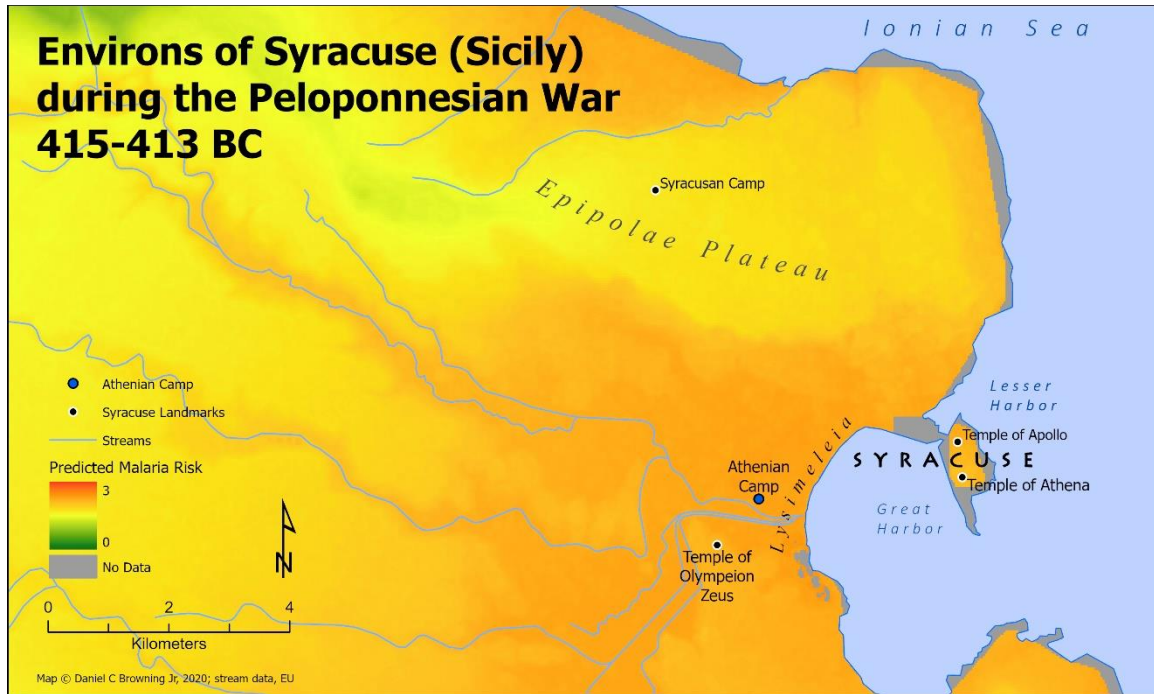 Environs of Syracuse (Sicily)
during the Peloponnesian War
415-413 BC
Ionian Sea
Syracusan Camp
Epipolae Plateau
Lesser
Harbor
Temple of Apollo
SYRACUSE
Temple of Athena
Great
Harbor
Lysimeleia
Athenian
Camp
Temple of
Olympeion
Zeus
Athenian Camp
Syracuse Landmarks
Streams
Predicted Malaria Risk
3
0
No Data
N
0 2 4
Kilometers
Map © Daniel C Browning Jr, 2020; stream data, EU